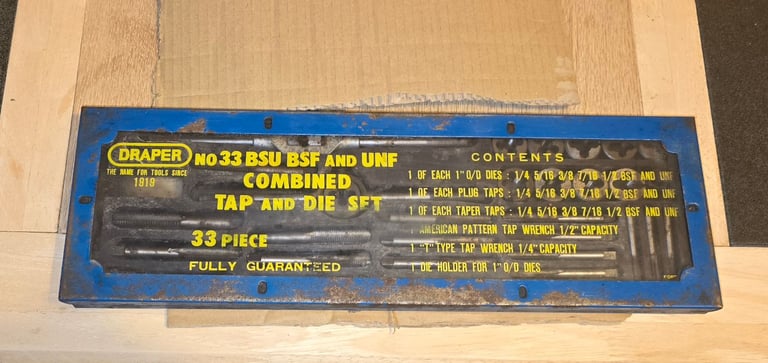 DRAPER
THE NAME FOR TOOLS SINCE
1919
NO 33 BSU BSF AND UNF
COMBINED
TAP AND DIE SET
33 PIECE
FULLY GUARANTEED
CONTENTS
1 OF EACH 1" O/D DIES : 1/4 5/16 3/8 7/16 1/2 BSF AND UNF
1 OF EACH PLUG TAPS : 1/4 5/16 3/8 7/16 1/2 BSF AND UNF
1 OF EACH TAPER TAPS : 1/4 5/16 3/8 7/16 1/2 BSF AND UNF
1 AMERICAN PATTERN TAP WRENCH 1/2" CAPACITY
1 "T" TYPE TAP WRENCH 1/4" CAPACITY
1 DIE HOLDER FOR 1" O/D DIES